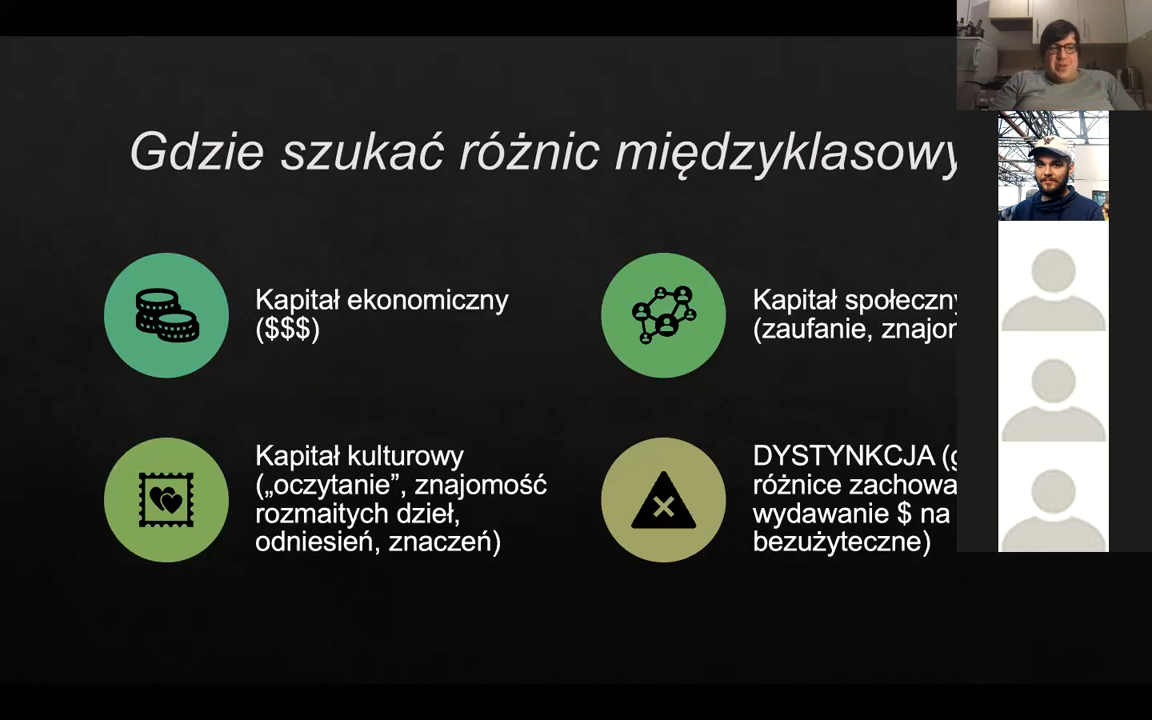 Gdzie szukać różnic międzyklasowy
Kapitał ekonomiczny
($$$)
Kapitał społeczny
(zaufanie, znajom
Kapitał kulturowy
(„oczytanie”, znajomość
rozmaitych dzieł,
odniesień, znaczeń)
DYSTYNKCJA (g
różnice zachowa
wydawanie $ na
bezużyteczne)